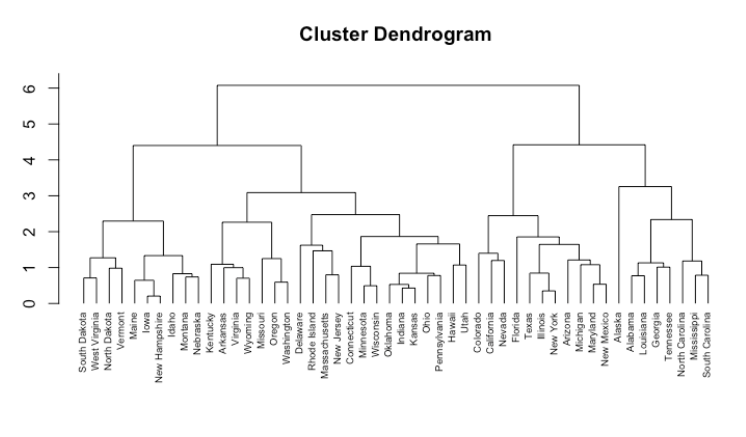 Cluster Dendrogram
6
5
4
3
2
1
0
South Dakota
West Virginia
North Dakota
Vermont
Maine
Iowa
New Hampshire
Idaho
Montana
Nebraska
Kentucky
Arkansas
Virginia
Wyoming
Missouri
Oregon
Washington
Delaware
Rhode Island
Massachusetts
New Jersey
Connecticut
Minnesota
Wisconsin
Oklahoma
Indiana
Kansas
Ohio
Pennsylvania
Hawaii
Utah
Colorado
California
Nevada
Florida
Texas
Illinois
New York
Arizona
Michigan
Maryland
New Mexico
Alaska
Alabama
Louisiana
Georgia
Tennessee
North Carolina
Mississippi
South Carolina